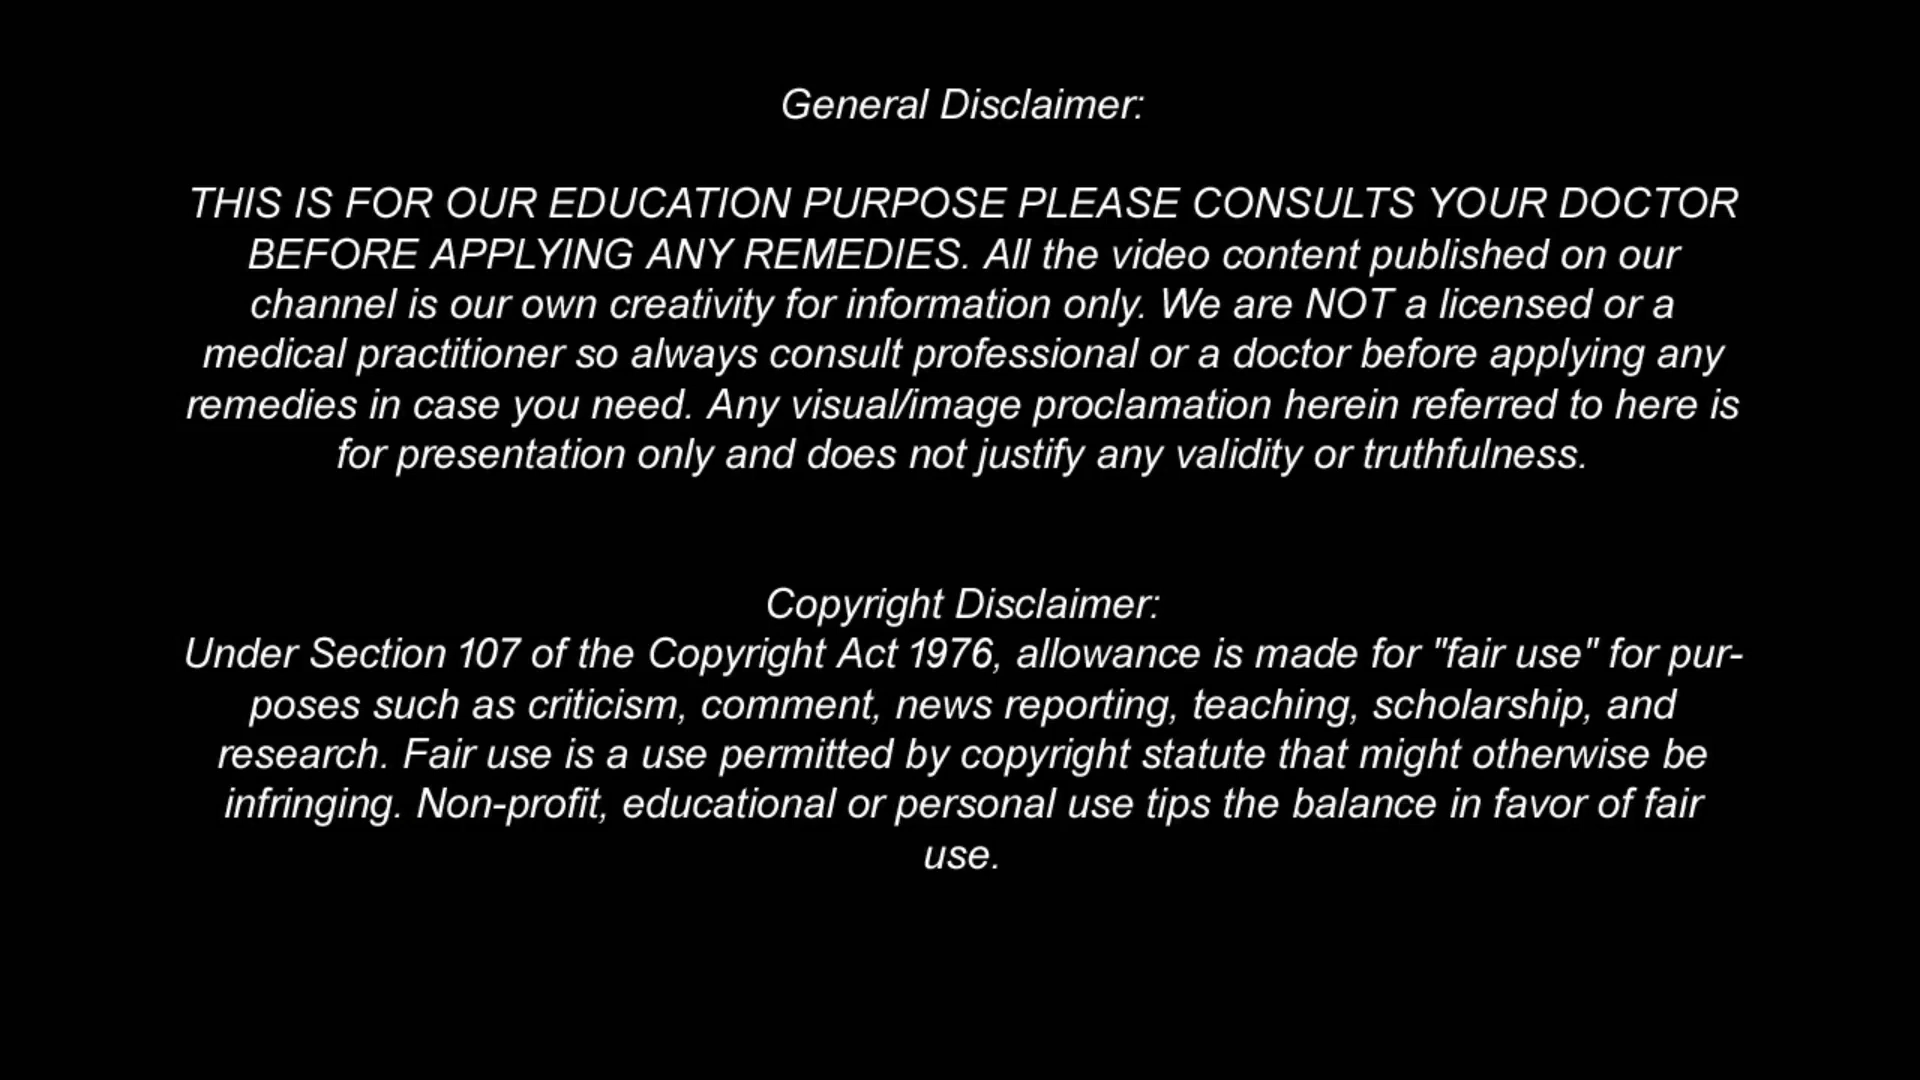 General Disclaimer:
THIS IS FOR OUR EDUCATION PURPOSE PLEASE CONSULTS YOUR DOCTOR
BEFORE APPLYING ANY REMEDIES. All the video content published on our
channel is our own creativity for information only. We are NOT a licensed or a
medical practitioner so always consult professional or a doctor before applying any
remedies in case you need. Any visual/image proclamation herein referred to here is
for presentation only and does not justify any validity or truthfulness.
Copyright Disclaimer:
Under Section 107 of the Copyright Act 1976, allowance is made for "fair use" for pur-
poses such as criticism, comment, news reporting, teaching, scholarship, and
research. Fair use is a use permitted by copyright statute that might otherwise be
infringing. Non-profit, educational or personal use tips the balance in favor of fair
use.